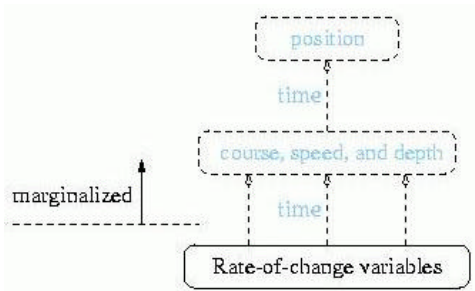 position
time
course, speed, and depth
marginalized
time
Rate-of-change variables